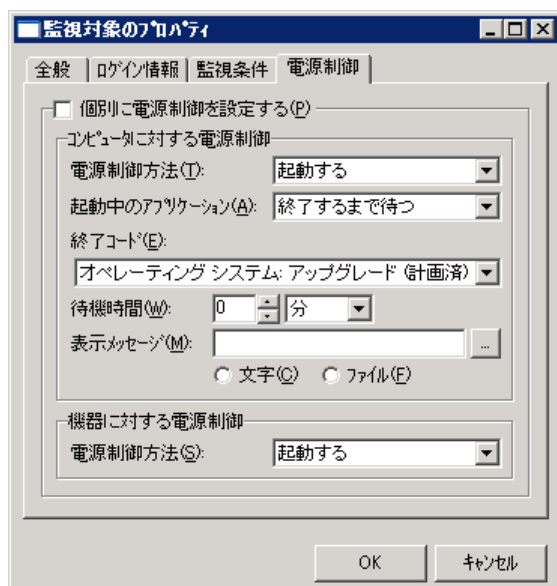 監視対象のﾌﾟﾛﾊﾟﾃｨ
全般 ﾛｸﾞｲﾝ情報 監視条件 電源制御
個別に電源制御を設定する(P)
ｺﾝﾋﾟｭｰﾀに対する電源制御
電源制御方法(T): 起動する
起動中のｱﾌﾟﾘｹｰｼｮﾝ(A): 終了するまで待つ
終了ｺｰﾄﾞ(E):
オペレーティング システム: アップグレード (計画済)
待機時間(W): 0 分
表示ﾒｯｾｰｼﾞ(M): ...
文字(C) ﾌｧｲﾙ(F)
機器に対する電源制御
電源制御方法(S): 起動する
OK ｷｬﾝｾﾙ